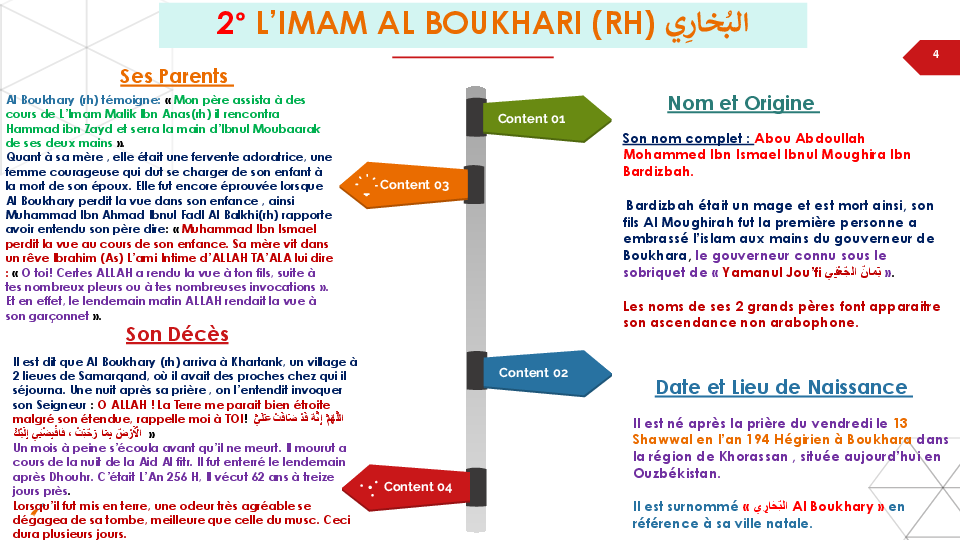 2° L’IMAM AL BOUKHARI (RH) البُخارِي
4
Ses Parents
Al Boukhary (rh) témoigne: « Mon père assista à des
cours de L’Imam Malik Ibn Anas(rh) il rencontra
Hammad ibn Zayd et serra la main d’Ibnul Moubaarak
de ses deux mains ».
Quant à sa mère , elle était une fervente adoratrice, une
femme courageuse qui dut se charger de son enfant à
la mort de son époux. Elle fut encore éprouvée lorsque
Al Boukhary perdit la vue dans son enfance , ainsi
Muhammad Ibn Ahmad Ibnul Fadl Al Balkhi(rh) rapporte
avoir entendu son père dire: « Muhammad Ibn Ismael
perdit la vue au cours de son enfance. Sa mère vit dans
un rêve Ibrahim (As) L’ami Intime d’ALLAH TA’ALA lui dire
: « O toi! Certes ALLAH a rendu la vue à ton fils, suite à
tes nombreux pleurs ou à tes nombreuses invocations ».
Et en effet, le lendemain matin ALLAH rendait la vue à
son garçonnet ».
Son Décès
Il est dit que Al Boukhary (rh) arriva à Khartank, un village à
2 lieues de Samarqand, où il avait des proches chez qui il
séjourna. Une nuit après sa prière , on l’entendit invoquer
son Seigneur : O ALLAH ! La Terre me parait bien étroite
malgré son étendue, rappelle moi à TOI! اللَّهُمَّ إِنَّهُ قَدْ ضَاقَتْ عَلَيَّ
الْأَرْضُ بِمَا رَحُبَتْ ، فَاقْبِضْنِي إِلَيْكَ »
Un mois à peine s’écoula avant qu’il ne meurt. Il mourut a
cours de la nuit de la Aid Al fitr. Il fut enterré le lendemain
après Dhouhr. C’était L’An 256 H, Il vécut 62 ans à treize
jours près.
Lorsqu’il fut mis en terre, une odeur très agréable se
dégagea de sa tombe, meilleure que celle du musc. Ceci
dura plusieurs jours.
Content 01
Content 03
Content 02
Content 04
Nom et Origine
Son nom complet : Abou Abdoullah
Mohammed Ibn Ismael Ibnul Moughira Ibn
Bardizbah.
Bardizbah était un mage et est mort ainsi, son
fils Al Moughirah fut la première personne a
embrassé l’islam aux mains du gouverneur de
Boukhara, le gouverneur connu sous le
sobriquet de « Yamanul Jou’fi يَمانٌ الجُعْفِي ».
Les noms de ses 2 grands pères font apparaitre
son ascendance non arabophone.
Date et Lieu de Naissance
Il est né après la prière du vendredi le 13
Shawwal en l’an 194 Hégirien à Boukhara dans
la région de Khorassan , située aujourd’hui en
Ouzbékistan.
Il est surnommé « البُخارِي Al Boukhary » en
référence à sa ville natale.